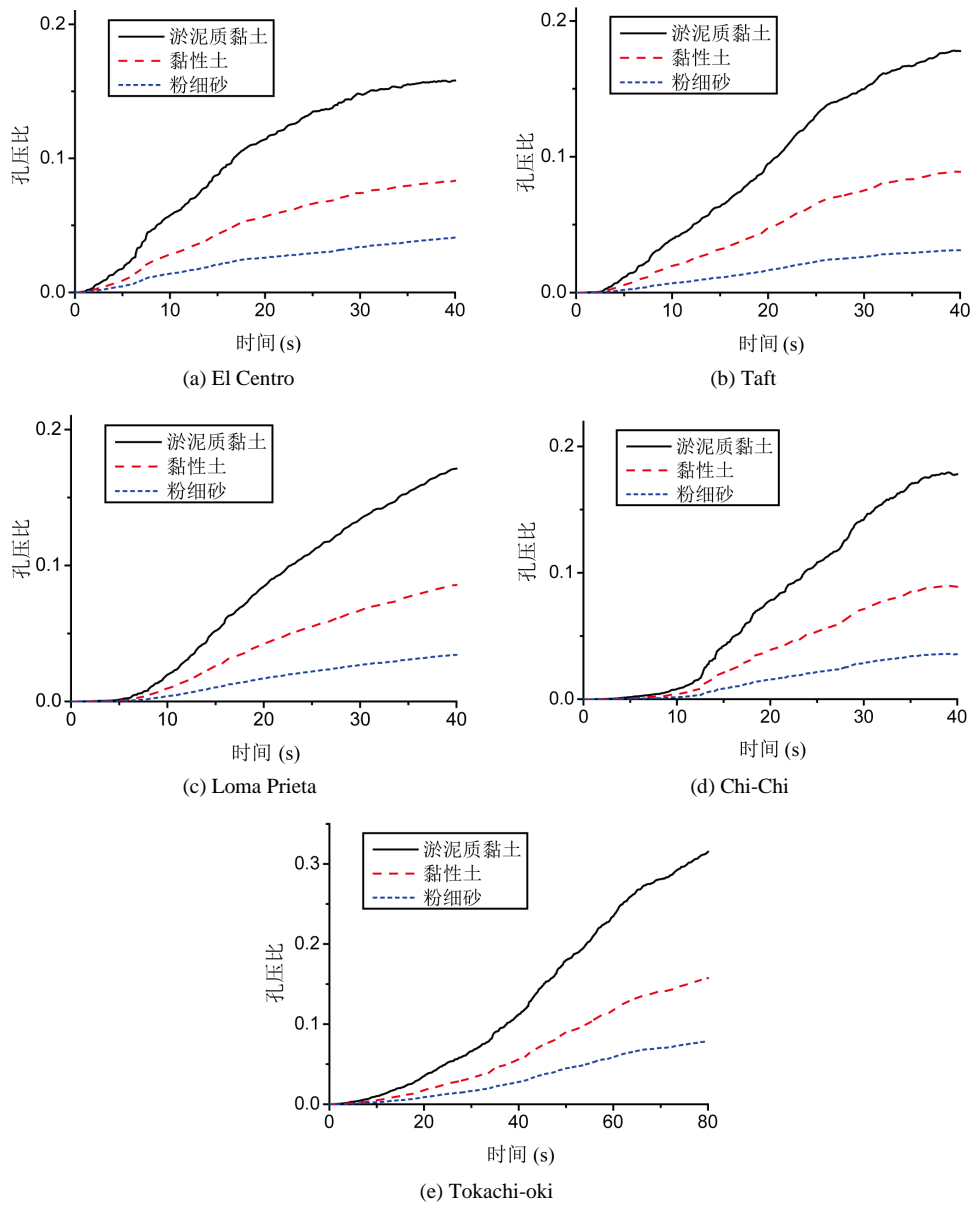 0.2
淤泥质黏土
黏性土
粉细砂
孔压比
0.1
0.0
0 10 20 30 40
时间 (s)
(a) El Centro
0.2
淤泥质黏土
黏性土
粉细砂
孔压比
0.1
0.0
0 10 20 30 40
时间 (s)
(b) Taft
0.2
淤泥质黏土
黏性土
粉细砂
孔压比
0.1
0.0
0 10 20 30 40
时间 (s)
(c) Loma Prieta
0.2
淤泥质黏土
黏性土
粉细砂
孔压比
0.1
0.0
0 10 20 30 40
时间 (s)
(d) Chi-Chi
淤泥质黏土
黏性土
粉细砂
0.3
孔压比
0.2
0.1
0.0
0 20 40 60 80
时间 (s)
(e) Tokachi-oki